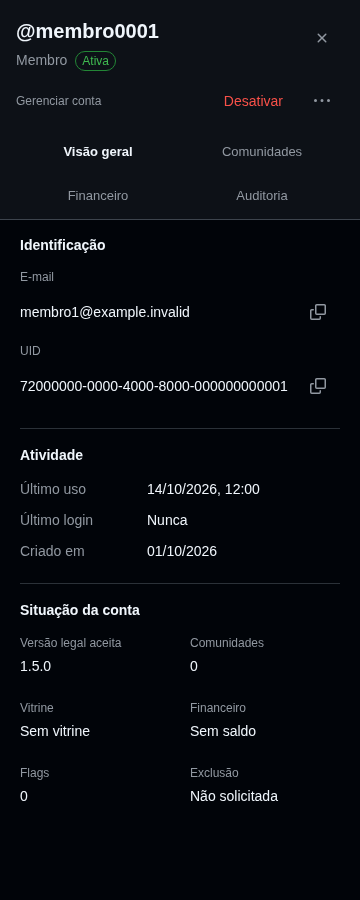 @membro0001
Membro Ativa
Gerenciar conta Desativar
Visão geral Comunidades
Financeiro Auditoria
Identificação
E-mail
membro1@example.invalid
UID
72000000-0000-4000-8000-000000000001
Atividade
Último uso 14/10/2026, 12:00
Último login Nunca
Criado em 01/10/2026
Situação da conta
Versão legal aceita Comunidades
1.5.0 0
Vitrine Financeiro
Sem vitrine Sem saldo
Flags Exclusão
0 Não solicitada